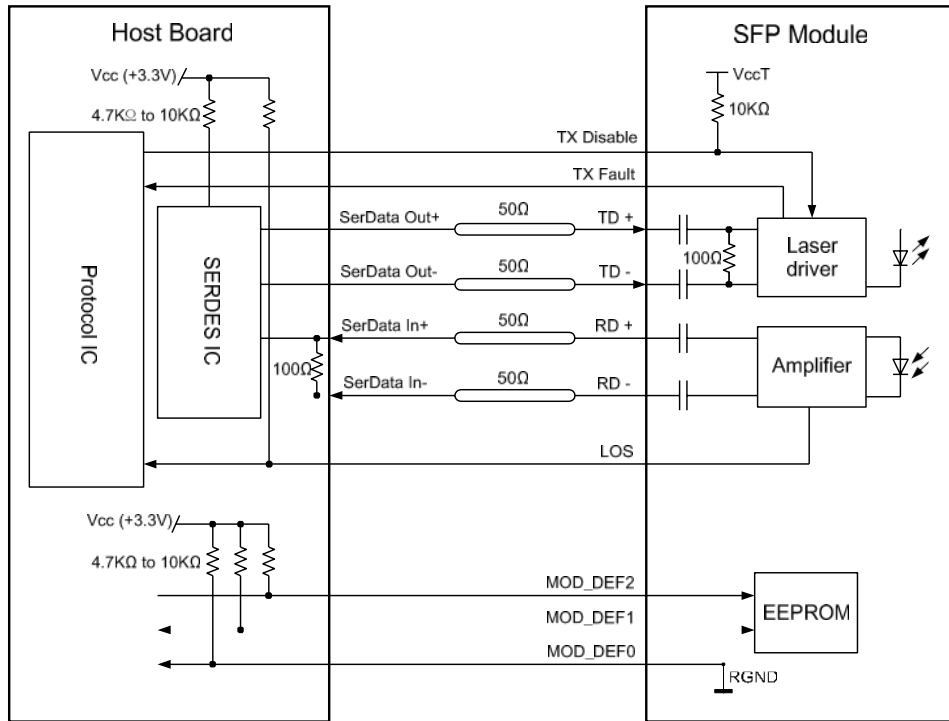 Host Board
SFP Module
Vcc (+3.3V)
VccT
4.7KΩ to 10KΩ
10KΩ
TX Disable
TX Fault
Protocol IC
SERDES IC
SerData Out+
50Ω
TD +
SerData Out-
50Ω
TD -
100Ω
Laser
driver
SerData In+
50Ω
RD +
100Ω
SerData In-
50Ω
RD -
Amplifier
LOS
Vcc (+3.3V)
4.7KΩ to 10KΩ
MOD_DEF2
MOD_DEF1
MOD_DEF0
EEPROM
RGND